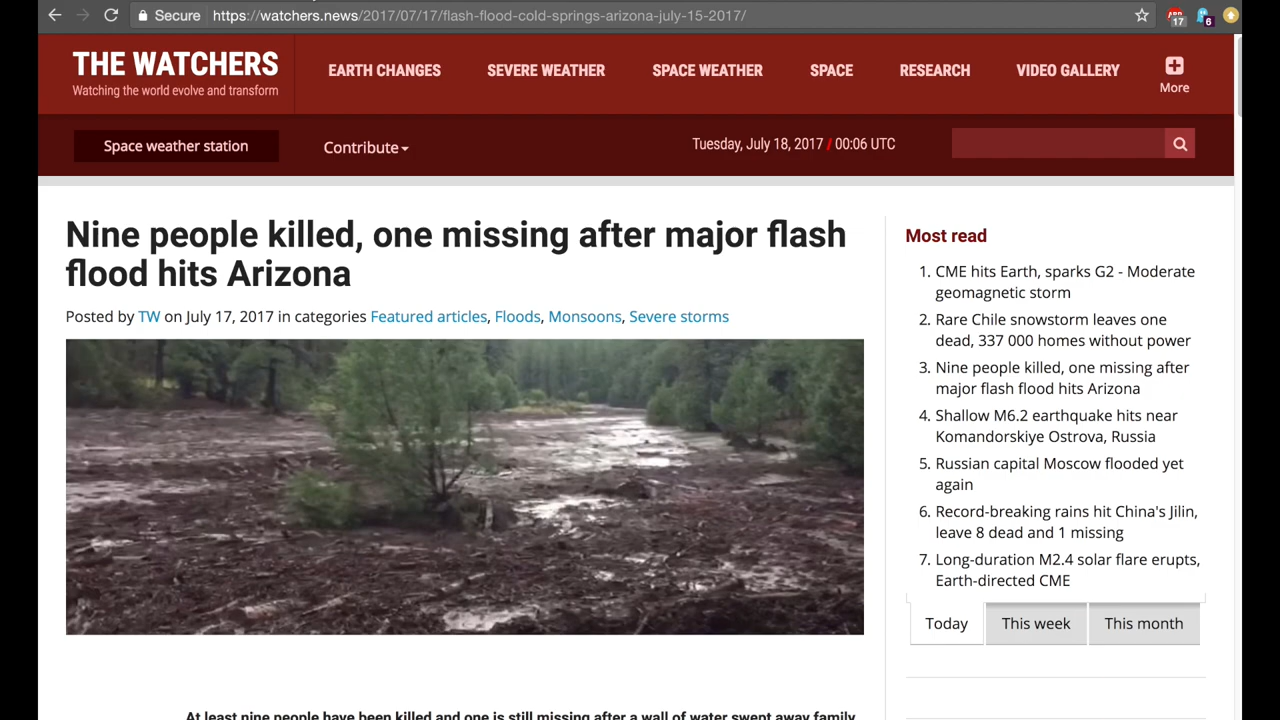 Secure https://watchers.news/2017/07/17/flash-flood-cold-springs-arizona-july-15-2017/
17
6
THE WATCHERS
Watching the world evolve and transform
EARTH CHANGES
SEVERE WEATHER
SPACE WEATHER
SPACE
RESEARCH
VIDEO GALLERY
More
Space weather station
Contribute
Tuesday, July 18, 2017 / 00:06 UTC
Nine people killed, one missing after major flash
flood hits Arizona
Posted by TW on July 17, 2017 in categories Featured articles, Floods, Monsoons, Severe storms
At least nine people have been killed and one is still missing after a wall of water swept away family
Most read
1. CME hits Earth, sparks G2 - Moderate
geomagnetic storm
2. Rare Chile snowstorm leaves one
dead, 337 000 homes without power
3. Nine people killed, one missing after
major flash flood hits Arizona
4. Shallow M6.2 earthquake hits near
Komandorskiye Ostrova, Russia
5. Russian capital Moscow flooded yet
again
6. Record-breaking rains hit China's Jilin,
leave 8 dead and 1 missing
7. Long-duration M2.4 solar flare erupts,
Earth-directed CME
Today
This week
This month